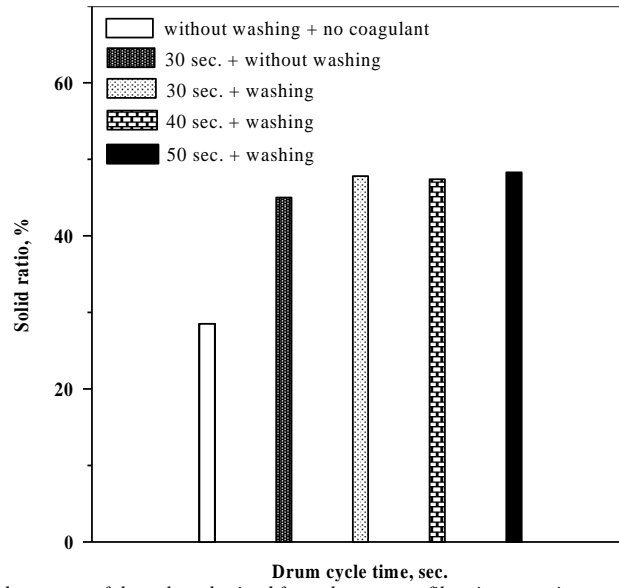 without washing + no coagulant
30 sec. + without washing
30 sec. + washing
40 sec. + washing
50 sec. + washing
60
40
20
0
Solid ratio, %
Drum cycle time, sec.